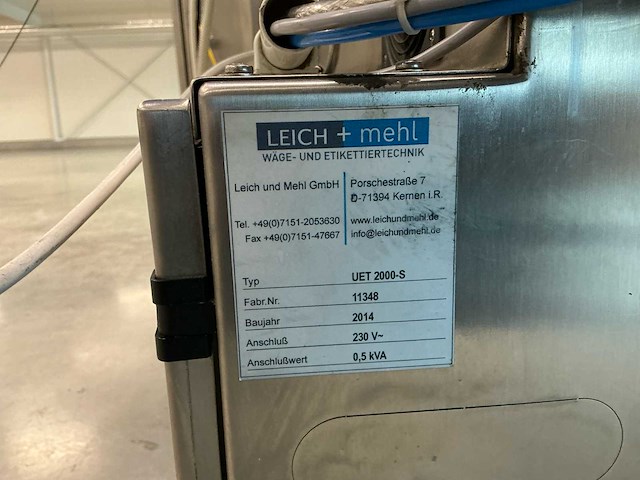 LEICH + mehl
WÄGE- UND ETIKETTIERTECHNIK
Leich und Mehl GmbH
Tel. +49(0)7151-2053630
Fax +49(0)7151-47667
Porschestraße 7
D-71394 Kernen i.R
www.leichundmehl.de
info@leichundmehl.de
Typ UET 2000-S
Fabr.Nr. 11348
Baujahr 2014
Anschluß 230 V~
Anschlußwert 0,5 kVA